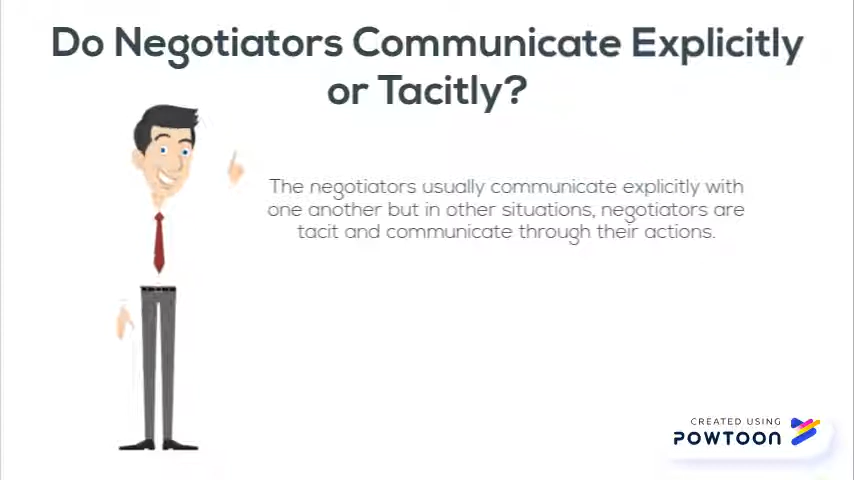 Do Negotiators Communicate Explicitly
or Tacitly?
The negotiators usually communicate explicitly with
one another but in other situations, negotiators are
tacit and communicate through their actions.
CREATED USING
POWTOON